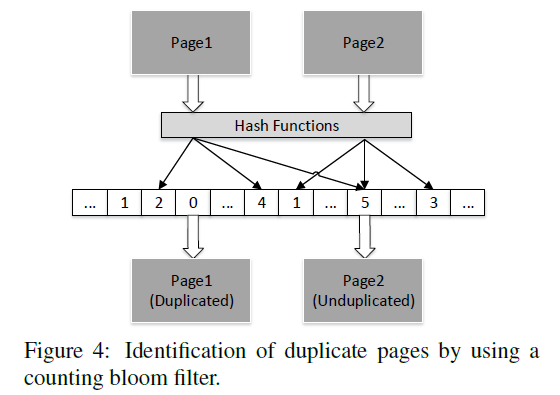 Page1 Page2
Hash Functions
... 1 2 0 ... 4 1 ... 5 ... 3 ...
Page1 Page2
(Duplicated) (Unduplicated)
Figure 4: Identification of duplicate pages by using a
counting bloom filter.